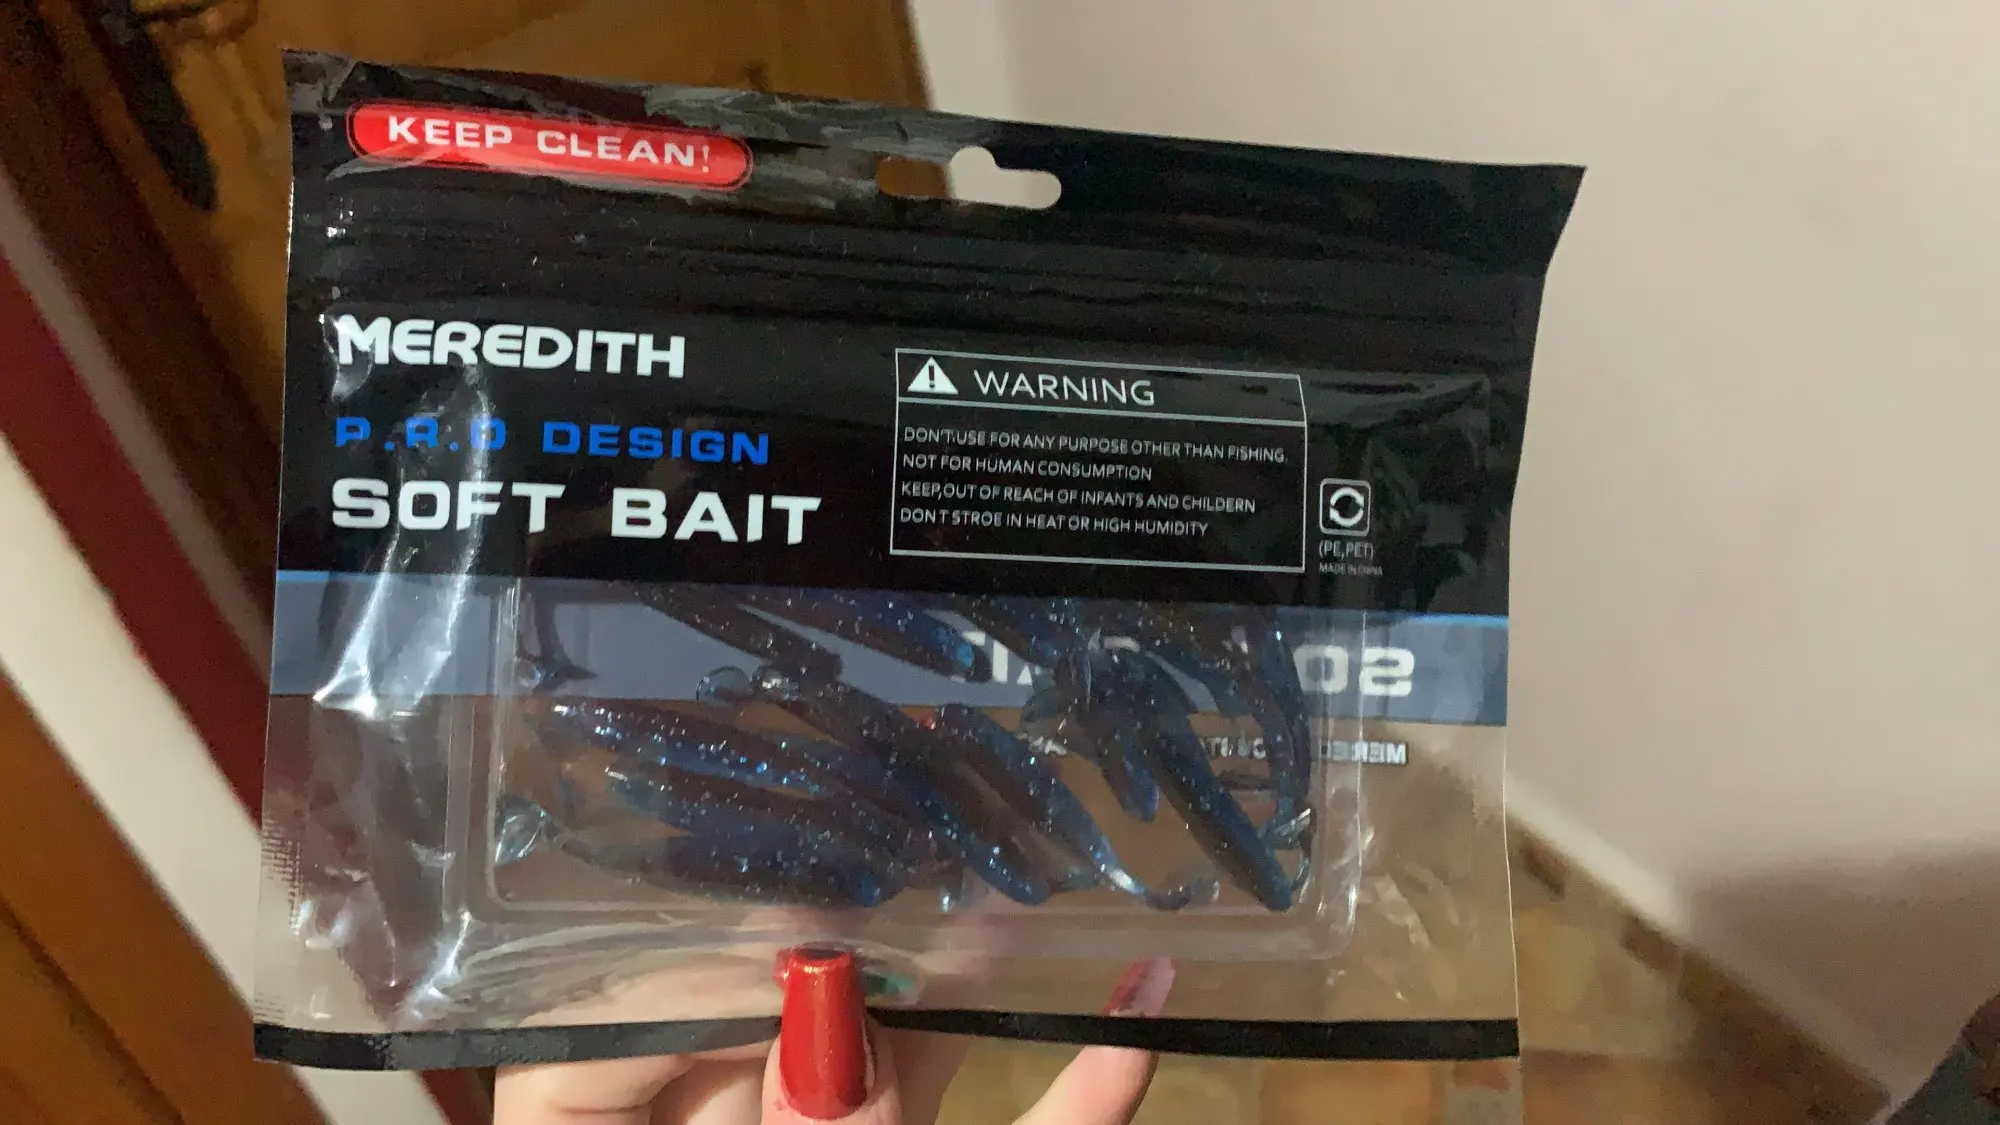 KEEP CLEAN!
MEREDITH
P.R.O DESIGN
SOFT BAIT
WARNING
DON'T.USE FOR ANY PURPOSE OTHER THAN FISHING.
NOT FOR HUMAN CONSUMPTION
KEEP,OUT OF REACH OF INFANTS AND CHILDERN
DON T STROE IN HEAT OR HIGH HUMIDITY
(PE,PET)
MADE IN CHINA